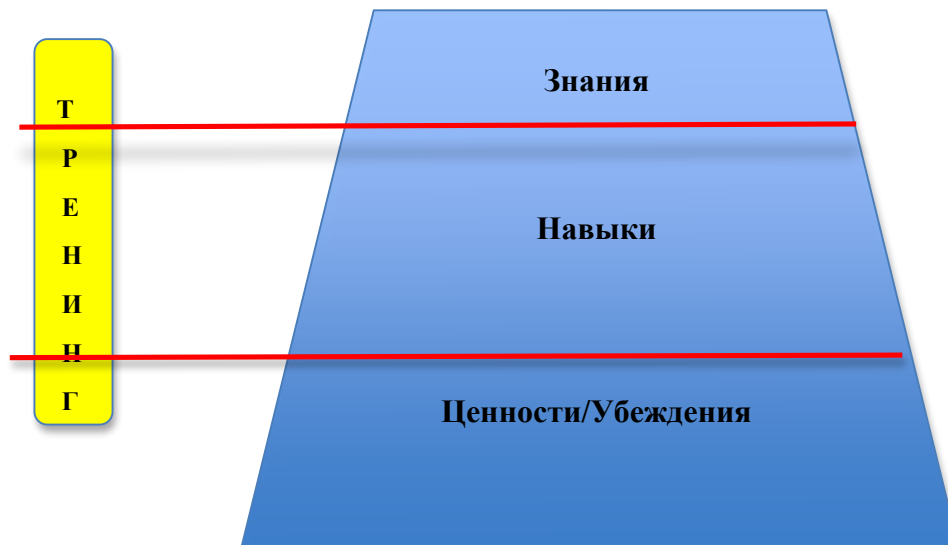 Т
Р
Е
Н
И
Н
Г
Знания
Навыки
Ценности/Убеждения